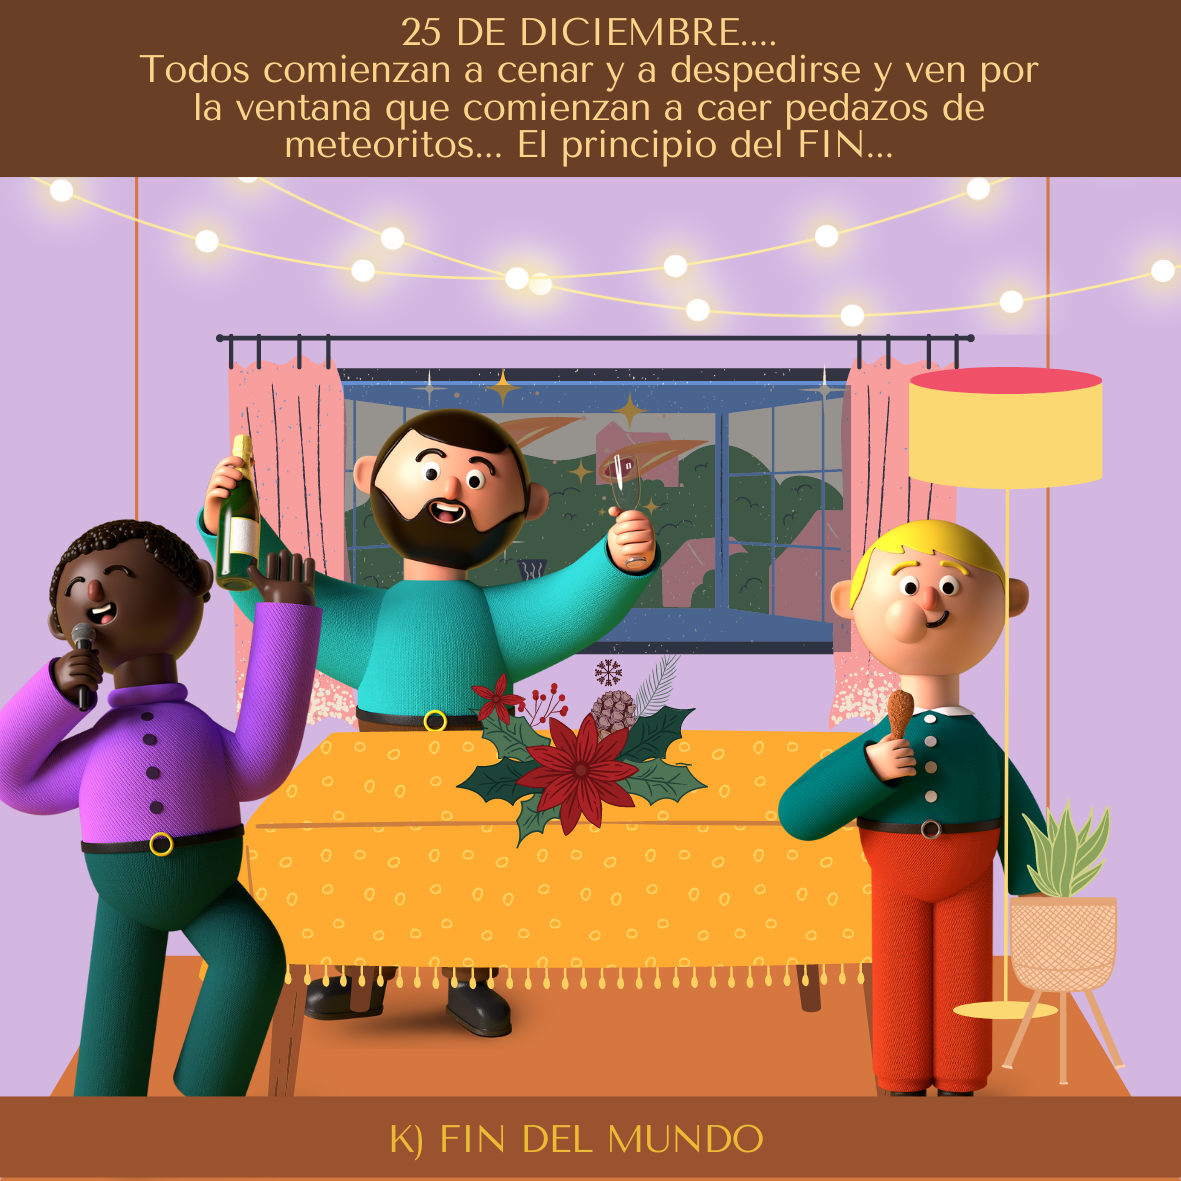 25 DE DICIEMBRE....
Todos comienzan a cenar y a despedirse y ven por
la ventana que comienzan a caer pedazos de
meteoritos... El principio del FIN...
K) FIN DEL MUNDO